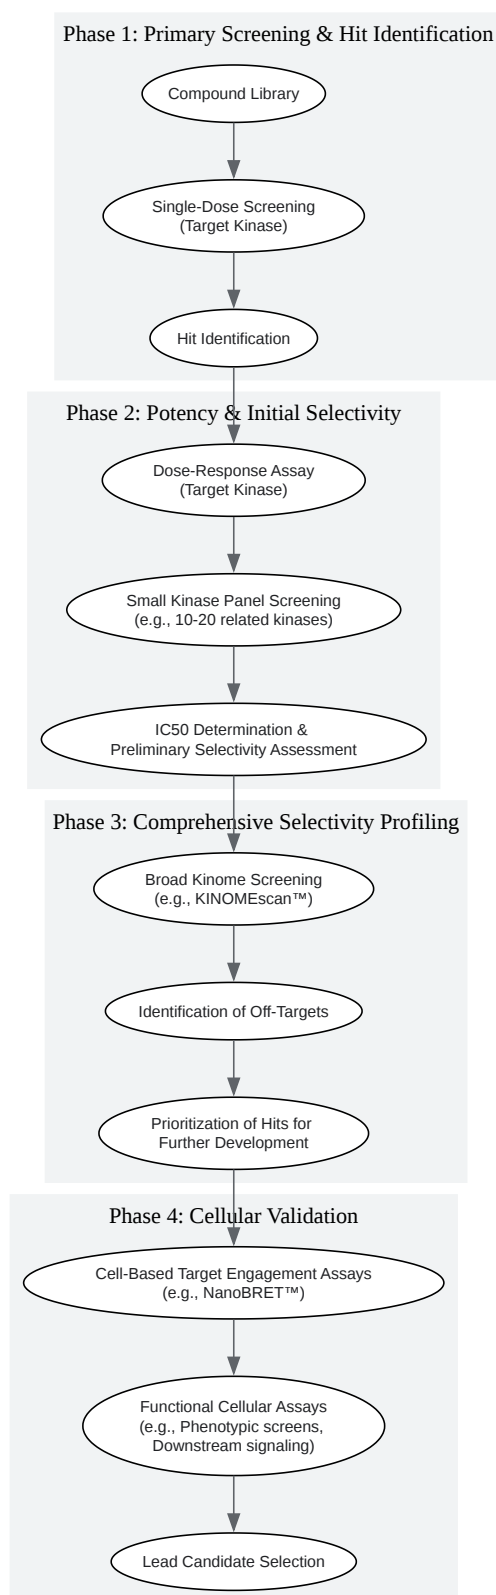 Phase 1: Primary Screening & Hit Identification
Compound Library
Single-Dose Screening
(Target Kinase)
Hit Identification
Phase 2: Potency & Initial Selectivity
Dose-Response Assay
(Target Kinase)
Small Kinase Panel Screening
(e.g., 10-20 related kinases)
IC50 Determination &
Preliminary Selectivity Assessment
Phase 3: Comprehensive Selectivity Profiling
Broad Kinome Screening
(e.g., KINOMEscan™)
Identification of Off-Targets
Prioritization of Hits for
Further Development
Phase 4: Cellular Validation
Cell-Based Target Engagement Assays
(e.g., NanoBRET™)
Functional Cellular Assays
(e.g., Phenotypic screens,
Downstream signaling)
Lead Candidate Selection